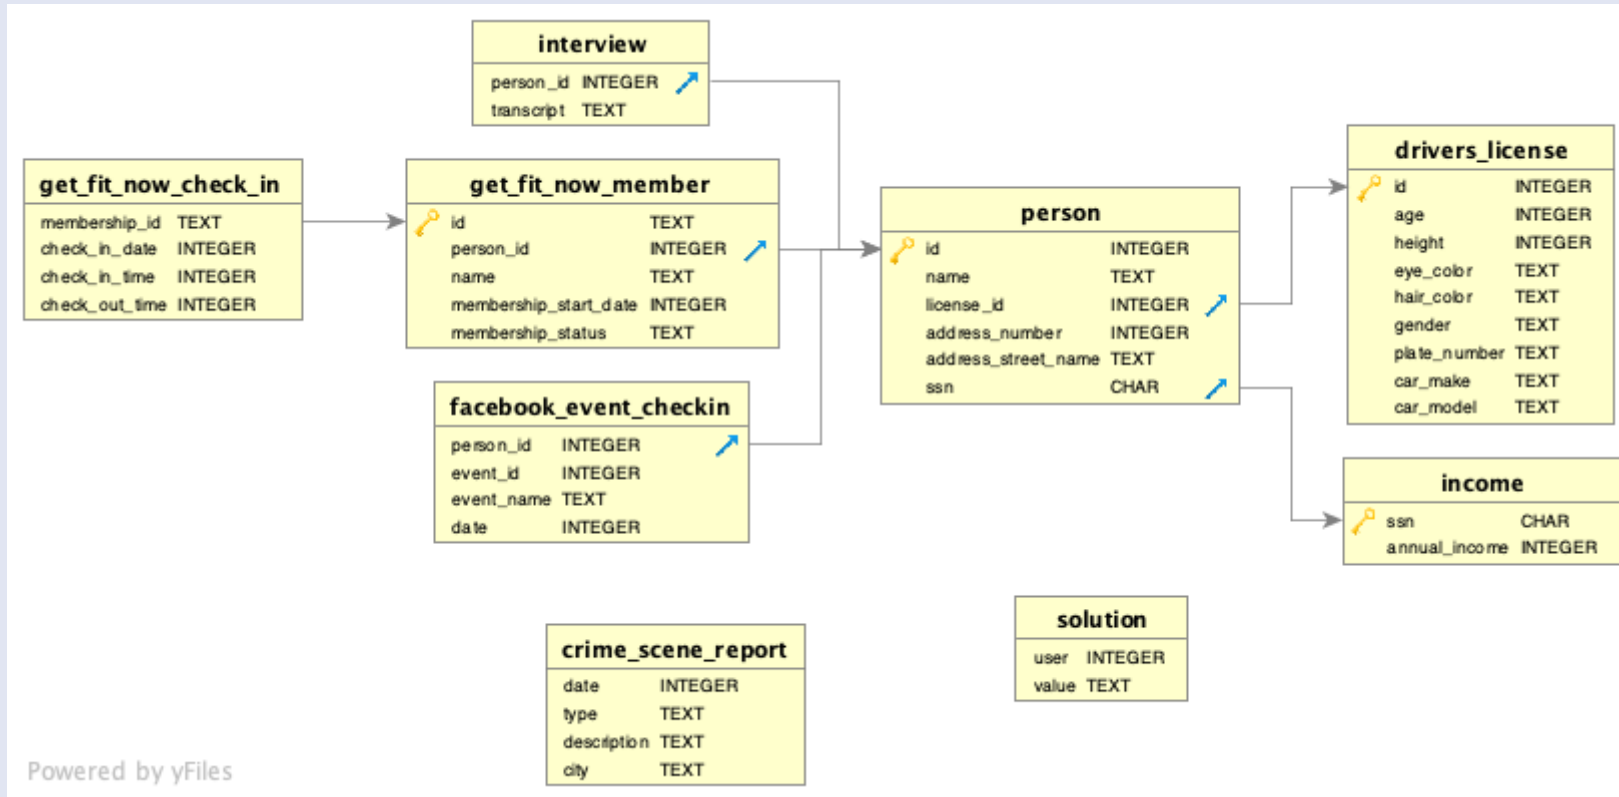 interview
person_id INTEGER
transcript TEXT
get_fit_now_check_in
membership_id TEXT
check_in_date INTEGER
check_in_time INTEGER
check_out_time INTEGER
get_fit_now_member
id TEXT
person_id INTEGER
name TEXT
membership_start_date INTEGER
membership_status TEXT
facebook_event_checkin
person_id INTEGER
event_id INTEGER
event_name TEXT
date INTEGER
person
id INTEGER
name TEXT
license_id INTEGER
address_number INTEGER
address_street_name TEXT
ssn CHAR
drivers_license
id INTEGER
age INTEGER
height INTEGER
eye_color TEXT
hair_color TEXT
gender TEXT
plate_number TEXT
car_make TEXT
car_model TEXT
income
ssn CHAR
annual_income INTEGER
solution
user INTEGER
value TEXT
crime_scene_report
date INTEGER
type TEXT
description TEXT
city TEXT
Powered by yFiles